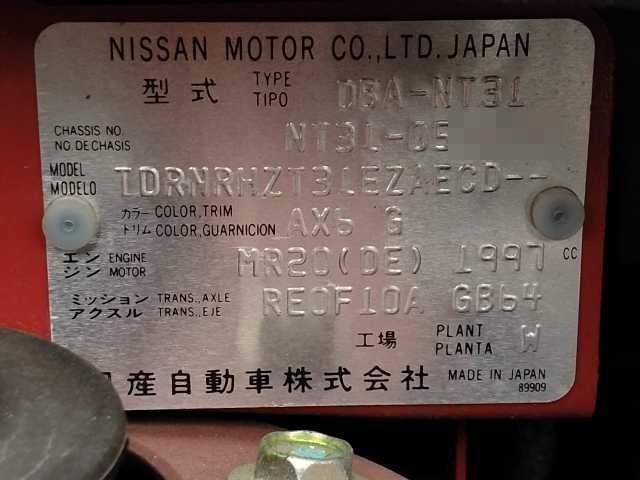 NISSAN MOTOR CO.,LTD. JAPAN
型式 TYPE TIPO DBA-NT31
CHASSIS NO. NO. DE CHASIS NT31-05
MODEL MODELO TDRNRHZT31EZAECD--
カラー COLOR,TRIM トリム COLOR,GUARNICION AX6 G
エンジン ENGINE MOTOR MR20(DE) 1997 CC
ミッション アクスル TRANS.,AXLE TRANS.,EJE RE0F10A GB64
工場 PLANT PLANTA W
産自動車株式会社 MADE IN JAPAN
89909